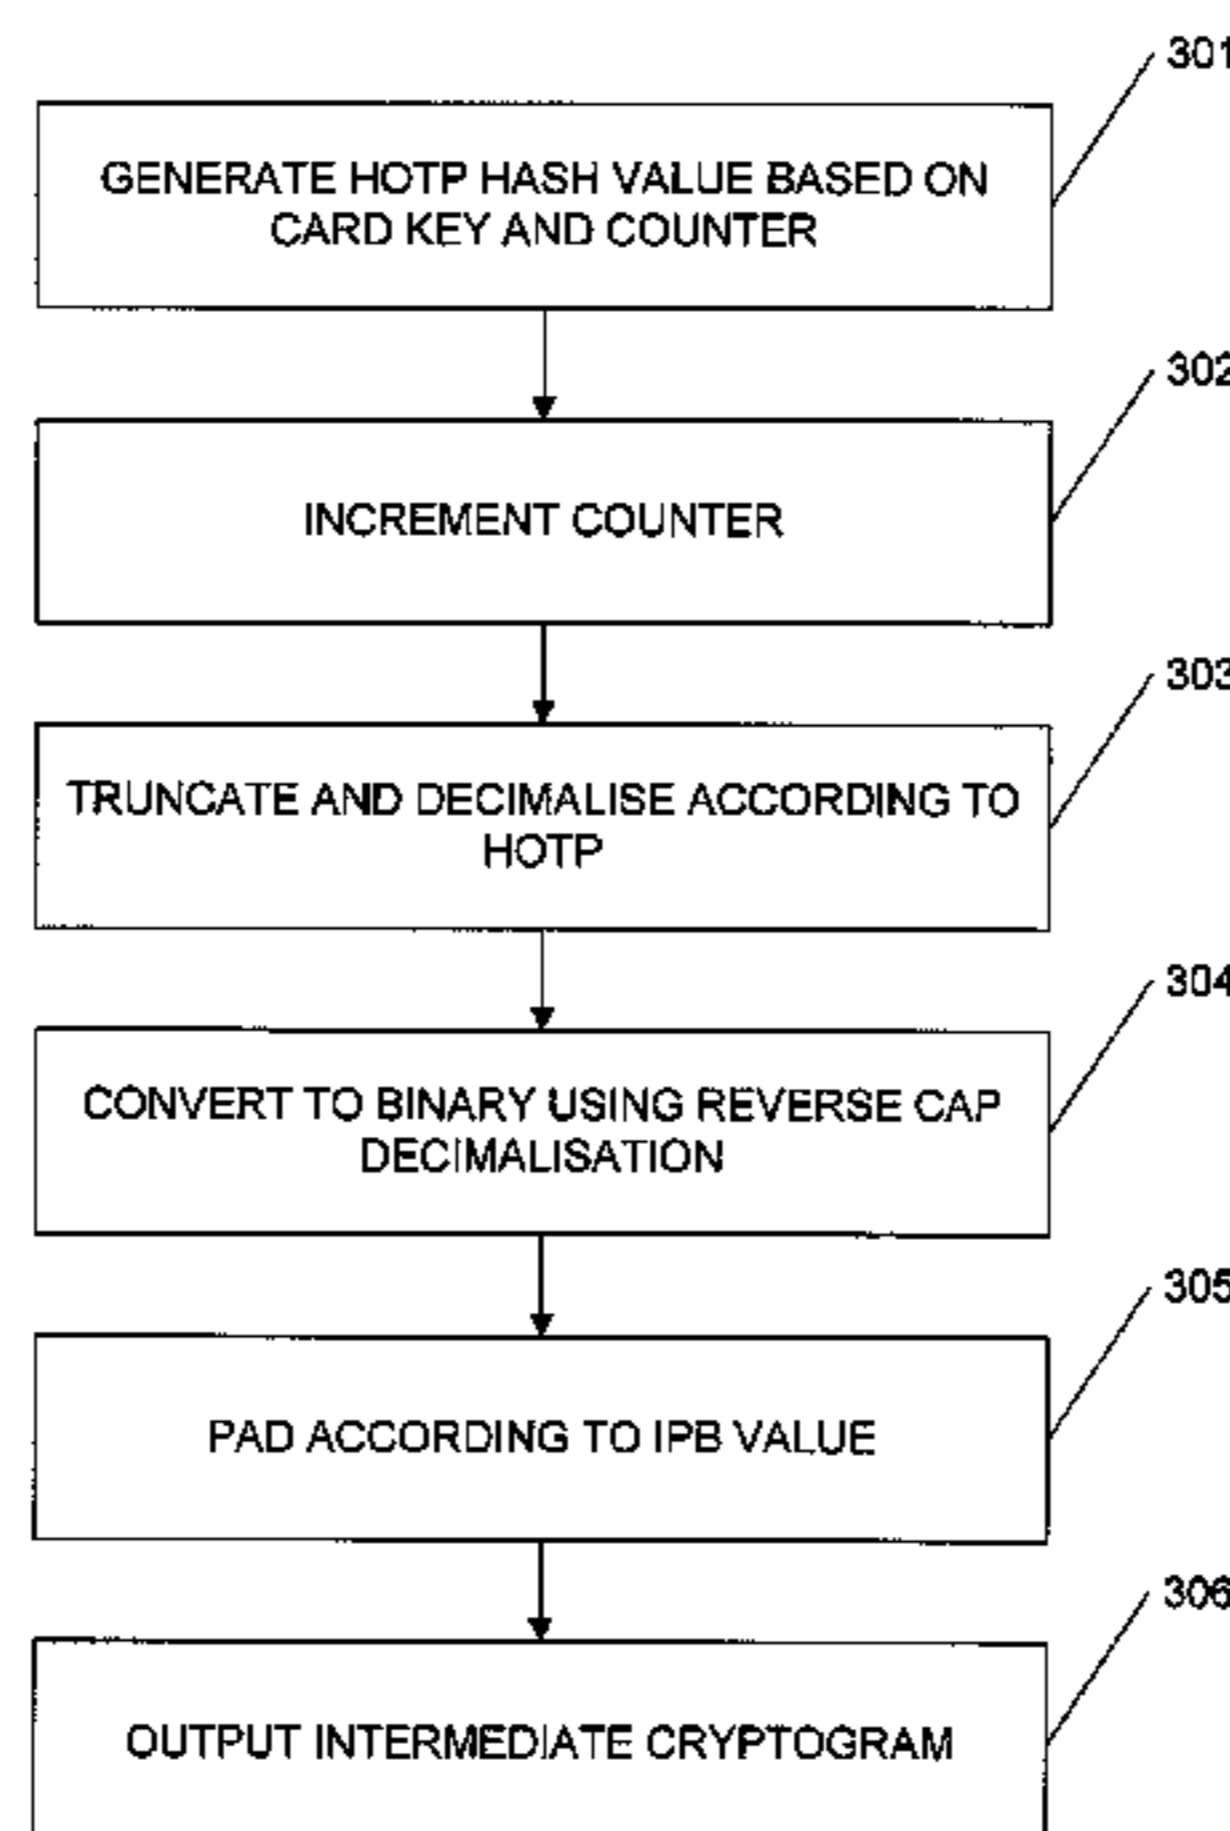 301
GENERATE HOTP HASH VALUE BASED ON
CARD KEY AND COUNTER
302
INCREMENT COUNTER
303
TRUNCATE AND DECIMALISE ACCORDING TO
HOTP
304
CONVERT TO BINARY USING REVERSE CAP
DECIMALISATION
305
PAD ACCORDING TO IPB VALUE
306
OUTPUT INTERMEDIATE CRYPTOGRAM